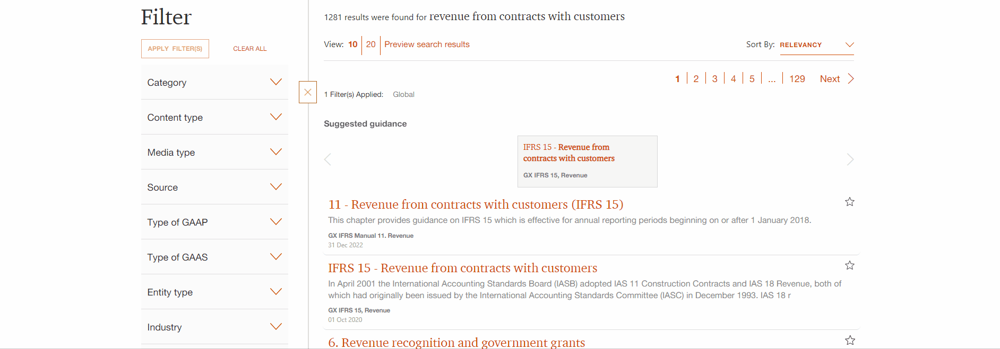 Filter
APPLY FILTER(S)
CLEAR ALL
Category
Content type
Media type
Source
Type of GAAP
Type of GAAS
Entity type
Industry
1281 results were found for revenue from contracts with customers
View: 10 20 Preview search results
Sort By: RELEVANCY
1 2 3 4 5 ... 129 Next
1 Filter(s) Applied: Global
Suggested guidance
IFRS 15 - Revenue from
contracts with customers
GX IFRS 15, Revenue
11 - Revenue from contracts with customers (IFRS 15)
This chapter provides guidance on IFRS 15 which is effective for annual reporting periods beginning on or after 1 January 2018.
GX IFRS Manual 11. Revenue
31 Dec 2022
IFRS 15 - Revenue from contracts with customers
In April 2001 the International Accounting Standards Board (IASB) adopted IAS 11 Construction Contracts and IAS 18 Revenue, both of
which had originally been issued by the International Accounting Standards Committee (IASC) in December 1993. IAS 18 r
GX IFRS 15, Revenue
01 Oct 2020
6. Revenue recognition and government grants